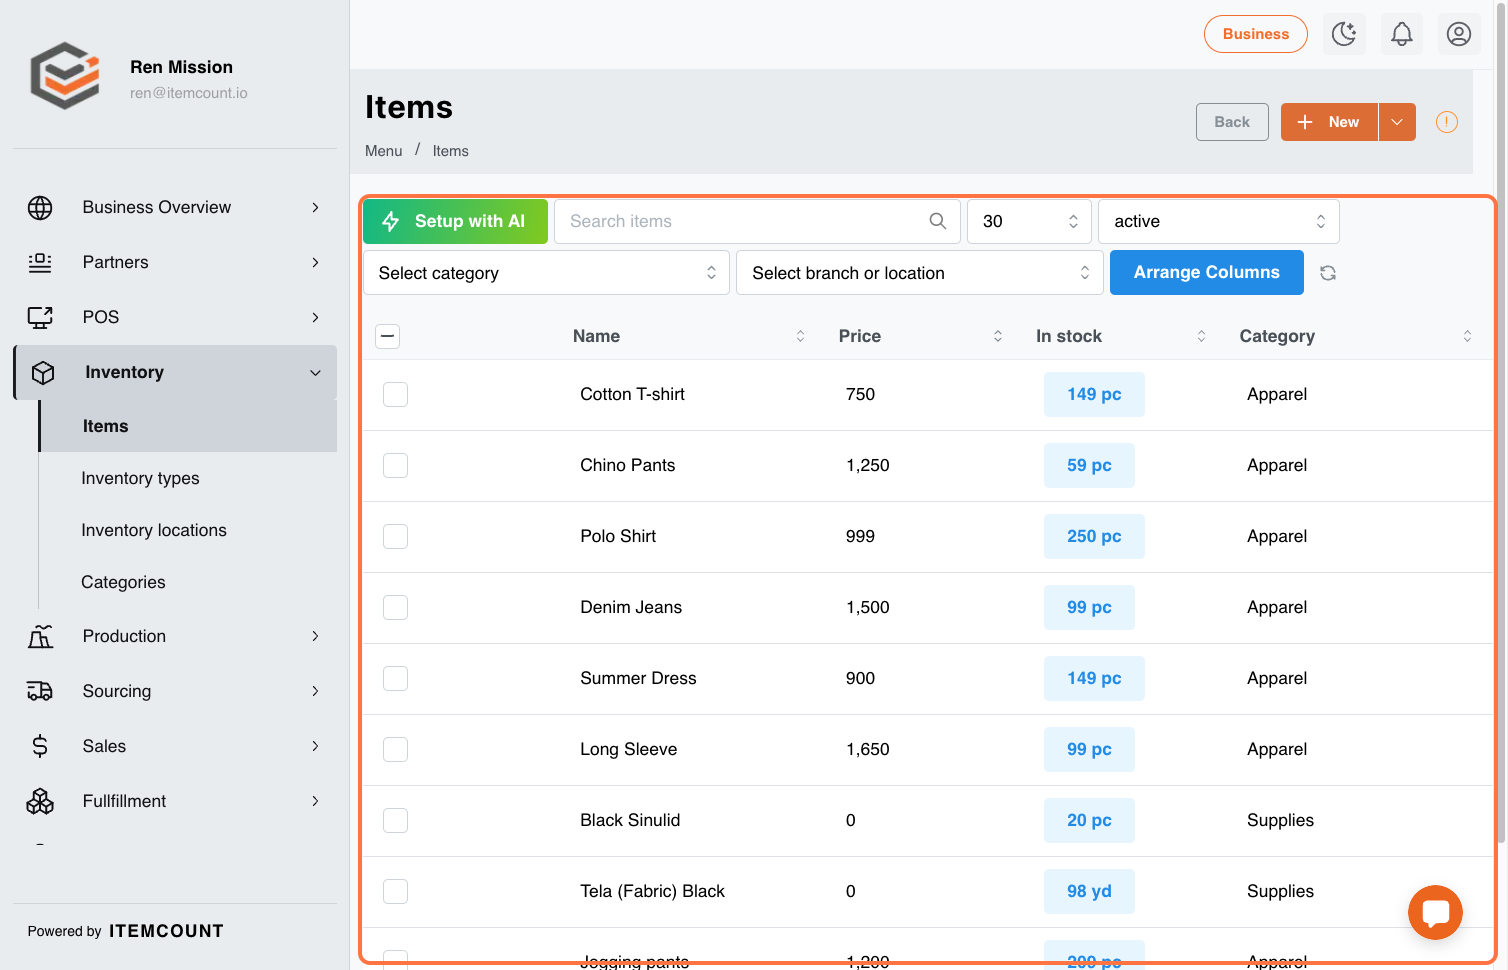 Ren Mission
ren@itemcount.io
Business Overview
Partners
POS
Inventory
Items
Inventory types
Inventory locations
Categories
Production
Sourcing
Sales
Fullfillment
Powered by ITEMCOUNT
Business
Items
Menu / Items
Back
+ New
Setup with AI
Search items
30
active
Select category
Select branch or location
Arrange Columns
Name Price In stock Category
Cotton T-shirt 750 149 pc Apparel
Chino Pants 1,250 59 pc Apparel
Polo Shirt 999 250 pc Apparel
Denim Jeans 1,500 99 pc Apparel
Summer Dress 900 149 pc Apparel
Long Sleeve 1,650 99 pc Apparel
Black Sinulid 0 20 pc Supplies
Tela (Fabric) Black 0 98 yd Supplies
Jogging pants 1,200 209 pc Apparel